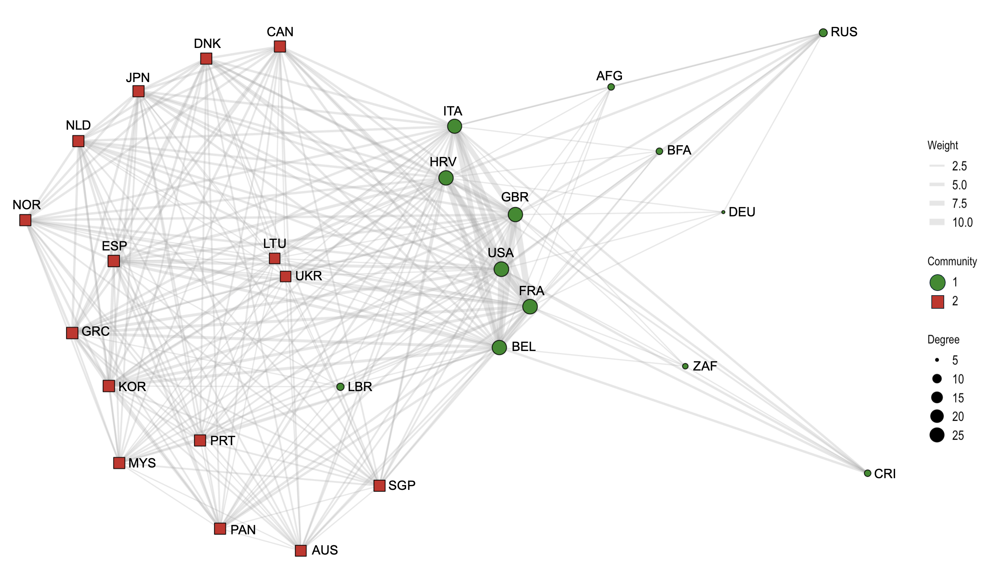 CAN
RUS
DNK
JPN
AFG
ITA
NLD
BFA
HRV
GBR
NOR
DEU
ESP
LTU
USA
UKR
FRA
GRC
BEL
ZAF
KOR
LBR
PRT
MYS
SGP
CRI
PAN
AUS
Weight
2.5
5.0
7.5
10.0
Community
1
2
Degree
5
10
15
20
25